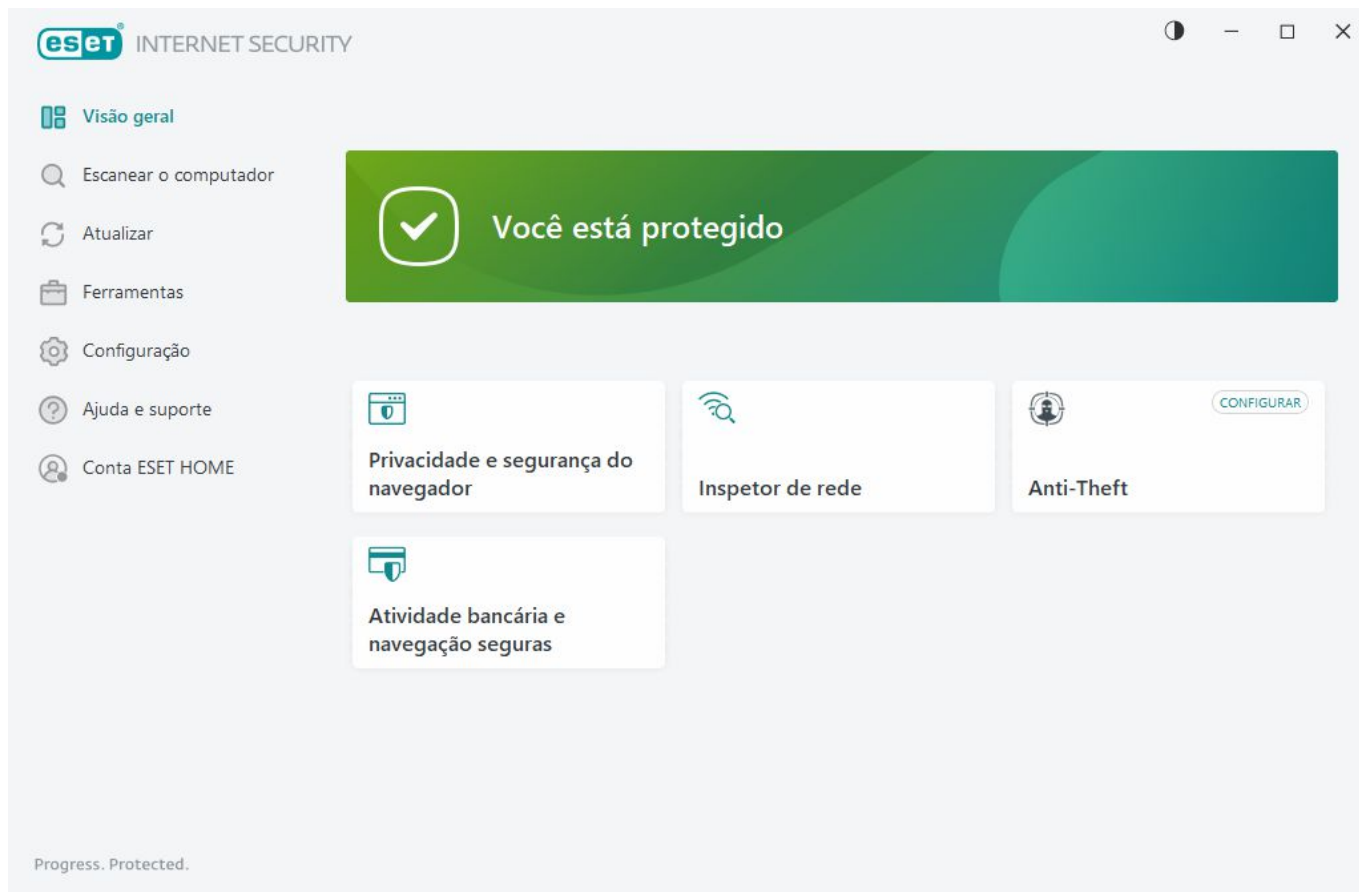 eset® INTERNET SECURITY
Visão geral
Escanear o computador
Atualizar
Ferramentas
Configuração
Ajuda e suporte
Conta ESET HOME
Você está protegido
Privacidade e segurança do
navegador
Inspetor de rede
CONFIGURAR
Anti-Theft
Atividade bancária e
navegação seguras
Progress. Protected.